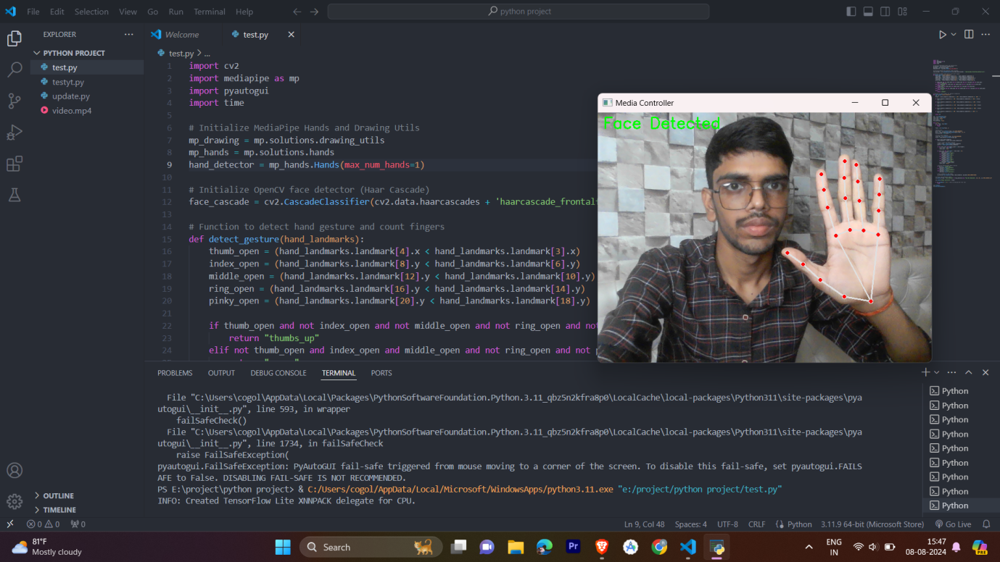 File Edit Selection View Go Run Terminal Help
python project
EXPLORER
PYTHON PROJECT
test.py
testyt.py
update.py
video.mp4
OUTLINE
TIMELINE
Welcome
test.py
test.py > ...
1 import cv2
2 import mediapipe as mp
3 import pyautogui
4 import time
5
6 # Initialize MediaPipe Hands and Drawing Utils
7 mp_drawing = mp.solutions.drawing_utils
8 mp_hands = mp.solutions.hands
9 hand_detector = mp_hands.Hands(max_num_hands=1)
10
11 # Initialize OpenCV face detector (Haar Cascade)
12 face_cascade = cv2.CascadeClassifier(cv2.data.haarcascades + 'haarcascade_frontal
13
14 # Function to detect hand gesture and count fingers
15 def detect_gesture(hand_landmarks):
16 thumb_open = (hand_landmarks.landmark[4].x < hand_landmarks.landmark[3].x)
17 index_open = (hand_landmarks.landmark[8].y < hand_landmarks.landmark[6].y)
18 middle_open = (hand_landmarks.landmark[12].y < hand_landmarks.landmark[10].y)
19 ring_open = (hand_landmarks.landmark[16].y < hand_landmarks.landmark[14].y)
20 pinky_open = (hand_landmarks.landmark[20].y < hand_landmarks.landmark[18].y)
21
22 if thumb_open and not index_open and not middle_open and not ring_open and not
23 return "thumbs_up"
24 elif not thumb_open and index_open and middle_open and not ring_open and not p
Media Controller
Face Detected
PROBLEMS OUTPUT DEBUG CONSOLE TERMINAL PORTS
File "C:\Users\cogol\AppData\Local\Packages\PythonSoftwareFoundation.Python.3.11_qbz5n2kfra8p0\LocalCache\local-packages\Python311\site-packages\pya
utogui\__init__.py", line 593, in wrapper
failSafeCheck()
File "C:\Users\cogol\AppData\Local\Packages\PythonSoftwareFoundation.Python.3.11_qbz5n2kfra8p0\LocalCache\local-packages\Python311\site-packages\pya
utogui\__init__.py", line 1734, in failSafeCheck
raise FailSafeException(
pyautogui.FailSafeException: PyAutoGUI fail-safe triggered from mouse moving to a corner of the screen. To disable this fail-safe, set pyautogui.FAILS
AFE to False. DISABLING FAIL-SAFE IS NOT RECOMMENDED.
PS E:\project\python project> & C:/Users/cogol/AppData/Local/Microsoft/WindowsApps/python3.11.exe "e:/project/python project/test.py"
INFO: Created TensorFlow Lite XNNPACK delegate for CPU.
Python
Python
Python
Python
Python
Python
Python
Python
Python
0 0 0 Ln 9, Col 48 Spaces: 4 UTF-8 CRLF Python 3.11.9 64-bit (Microsoft Store) Go Live
81°F
Mostly cloudy
Search
Pr
ENG
IN
15:47
08-08-2024
PRE